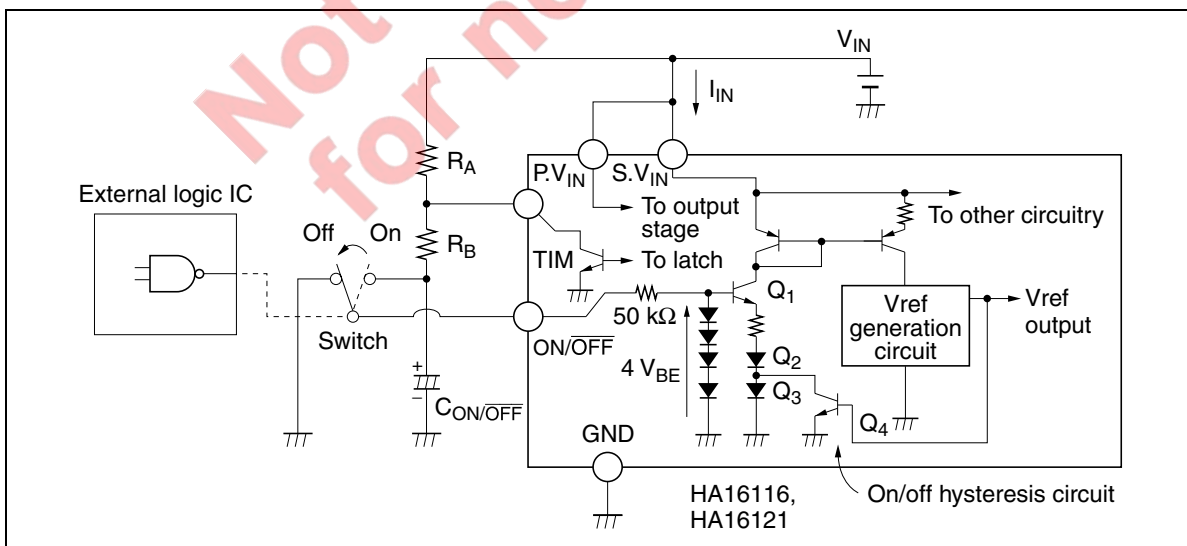 Not
for no
V_IN
I_IN
R_A
P.V_IN
S.V_IN
External logic IC
To output
stage
To other circuitry
Off
On
R_B
TIM
To latch
Q_1
50 kΩ
Vref
generation
circuit
Vref
output
Switch
ON/OFF
Q_2
4 V_BE
+
−
Q_3
C_ON/OFF
Q_4
GND
HA16116,
HA16121
On/off hysteresis circuit